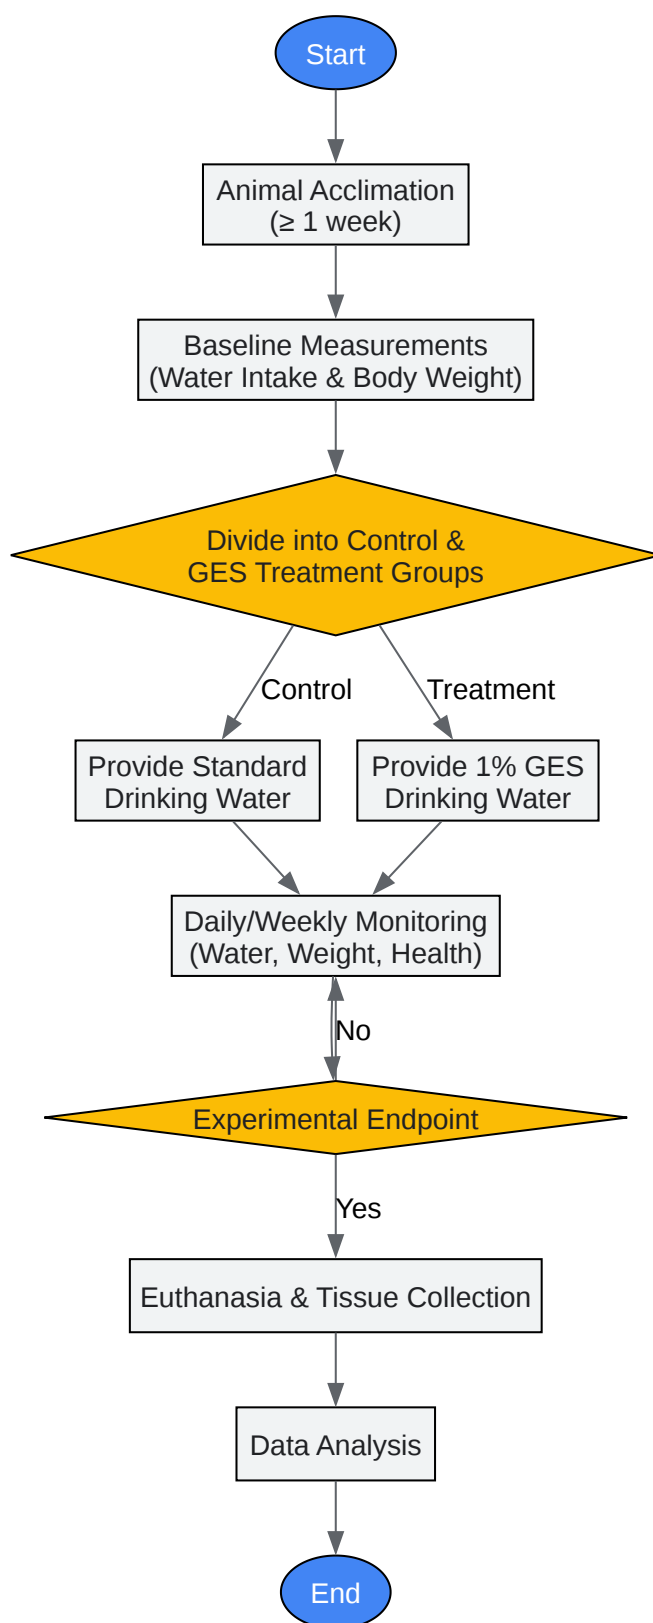 Start
Animal Acclimation
(≥ 1 week)
Baseline Measurements
(Water Intake & Body Weight)
Divide into Control &
GES Treatment Groups
Control
Treatment
Provide Standard
Drinking Water
Provide 1% GES
Drinking Water
Daily/Weekly Monitoring
(Water, Weight, Health)
No
Experimental Endpoint
Yes
Euthanasia & Tissue Collection
Data Analysis
End